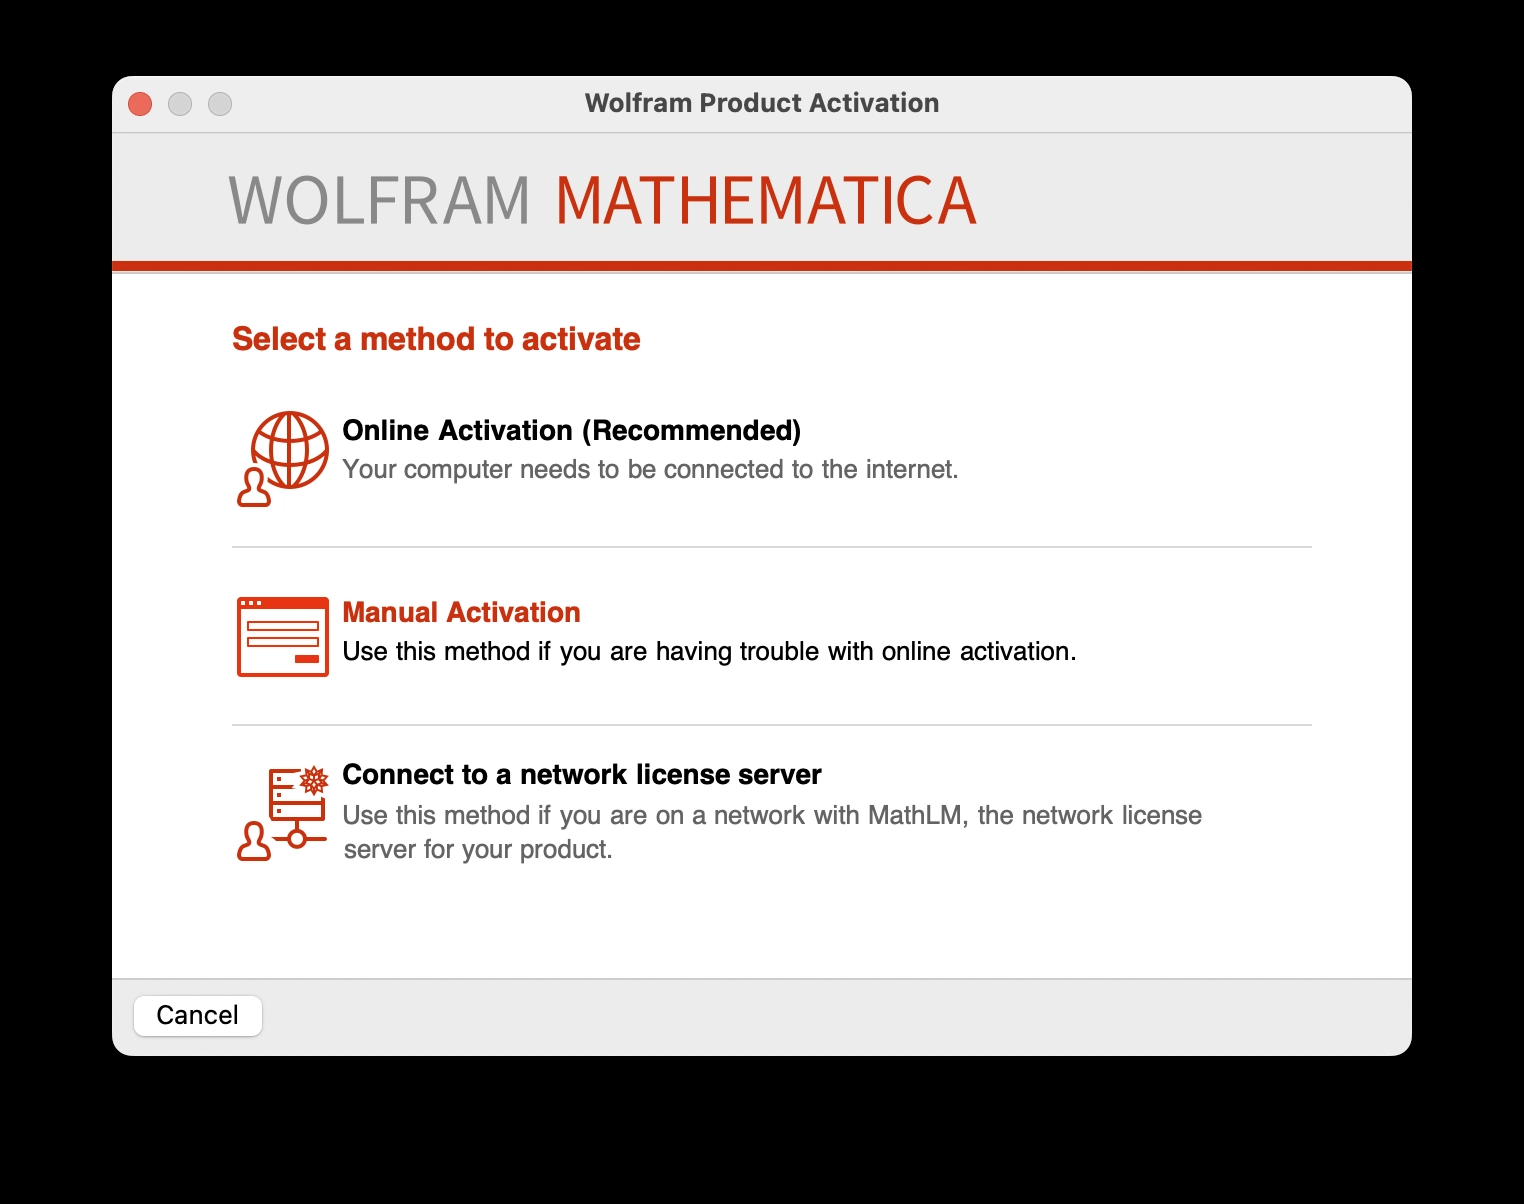 Wolfram Product Activation
WOLFRAM MATHEMATICA
Select a method to activate
Online Activation (Recommended)
Your computer needs to be connected to the internet.
Manual Activation
Use this method if you are having trouble with online activation.
Connect to a network license server
Use this method if you are on a network with MathLM, the network license
server for your product.
Cancel